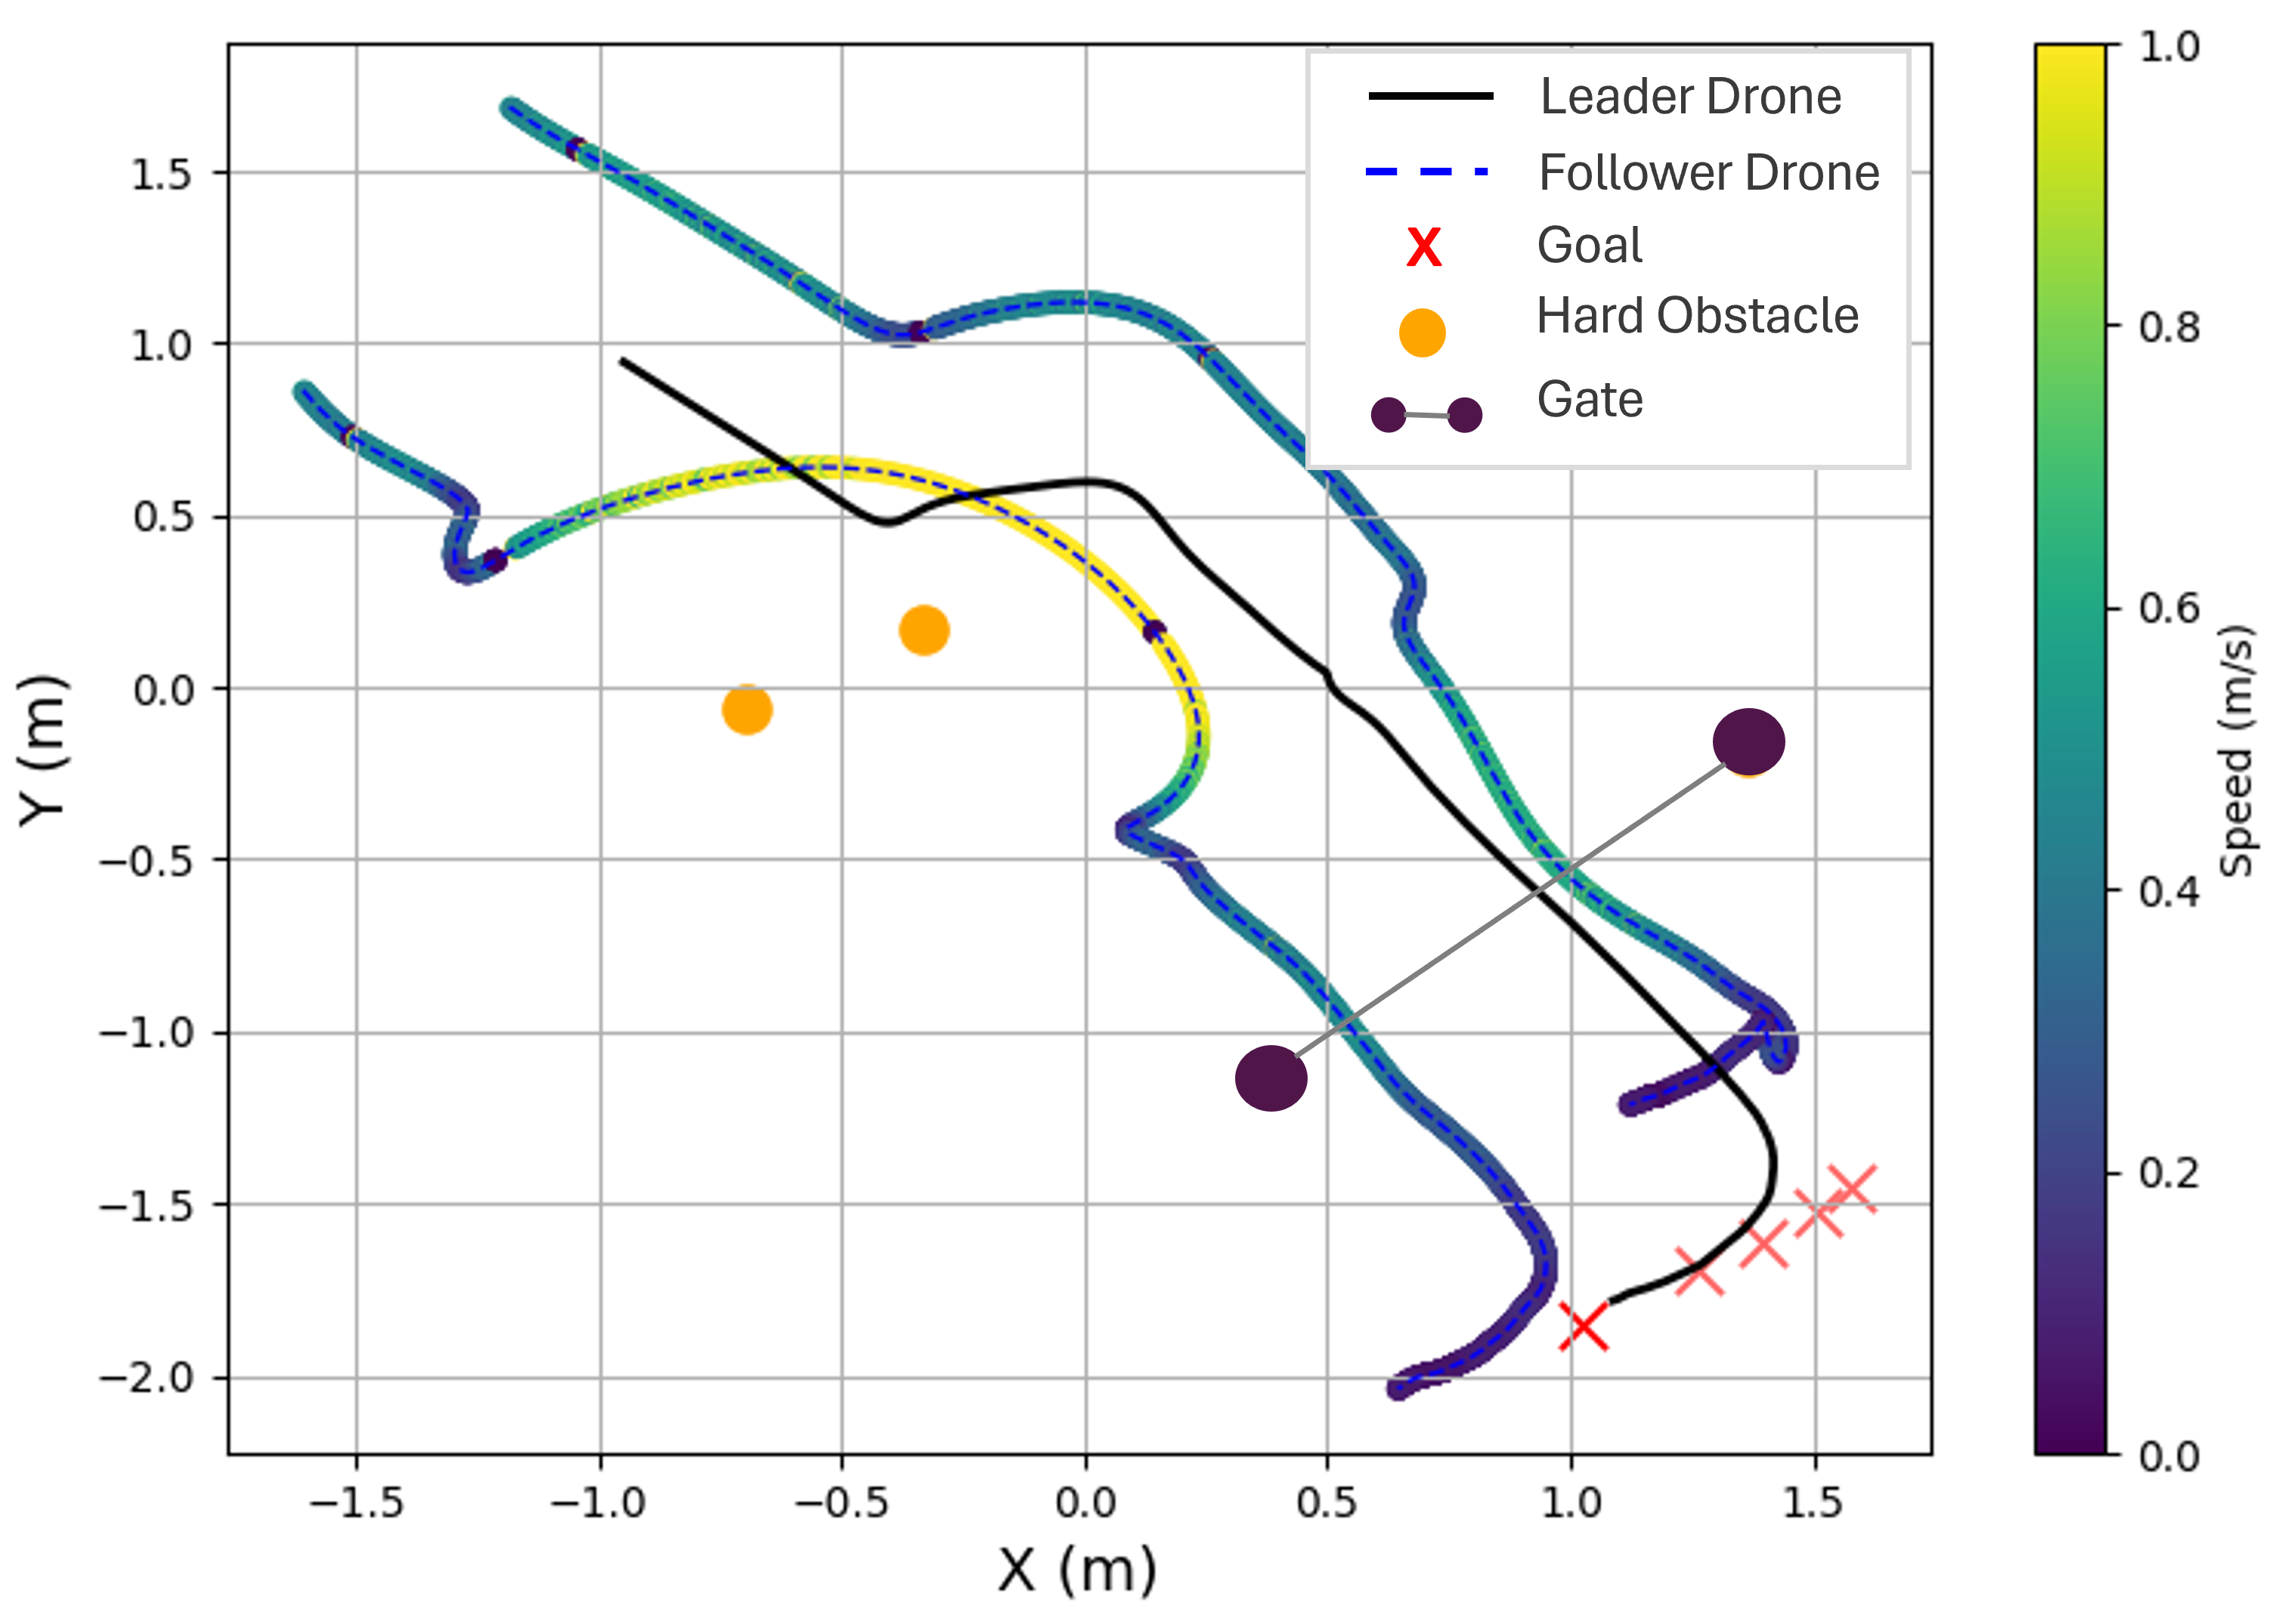 Leader Drone
Follower Drone
X Goal
Hard Obstacle
Gate
1.5
1.0
0.5
0.0
−0.5
−1.0
−1.5
−2.0
Y (m)
−1.5 −1.0 −0.5 0.0 0.5 1.0 1.5
X (m)
1.0
0.8
0.6
0.4
0.2
0.0
Speed (m/s)